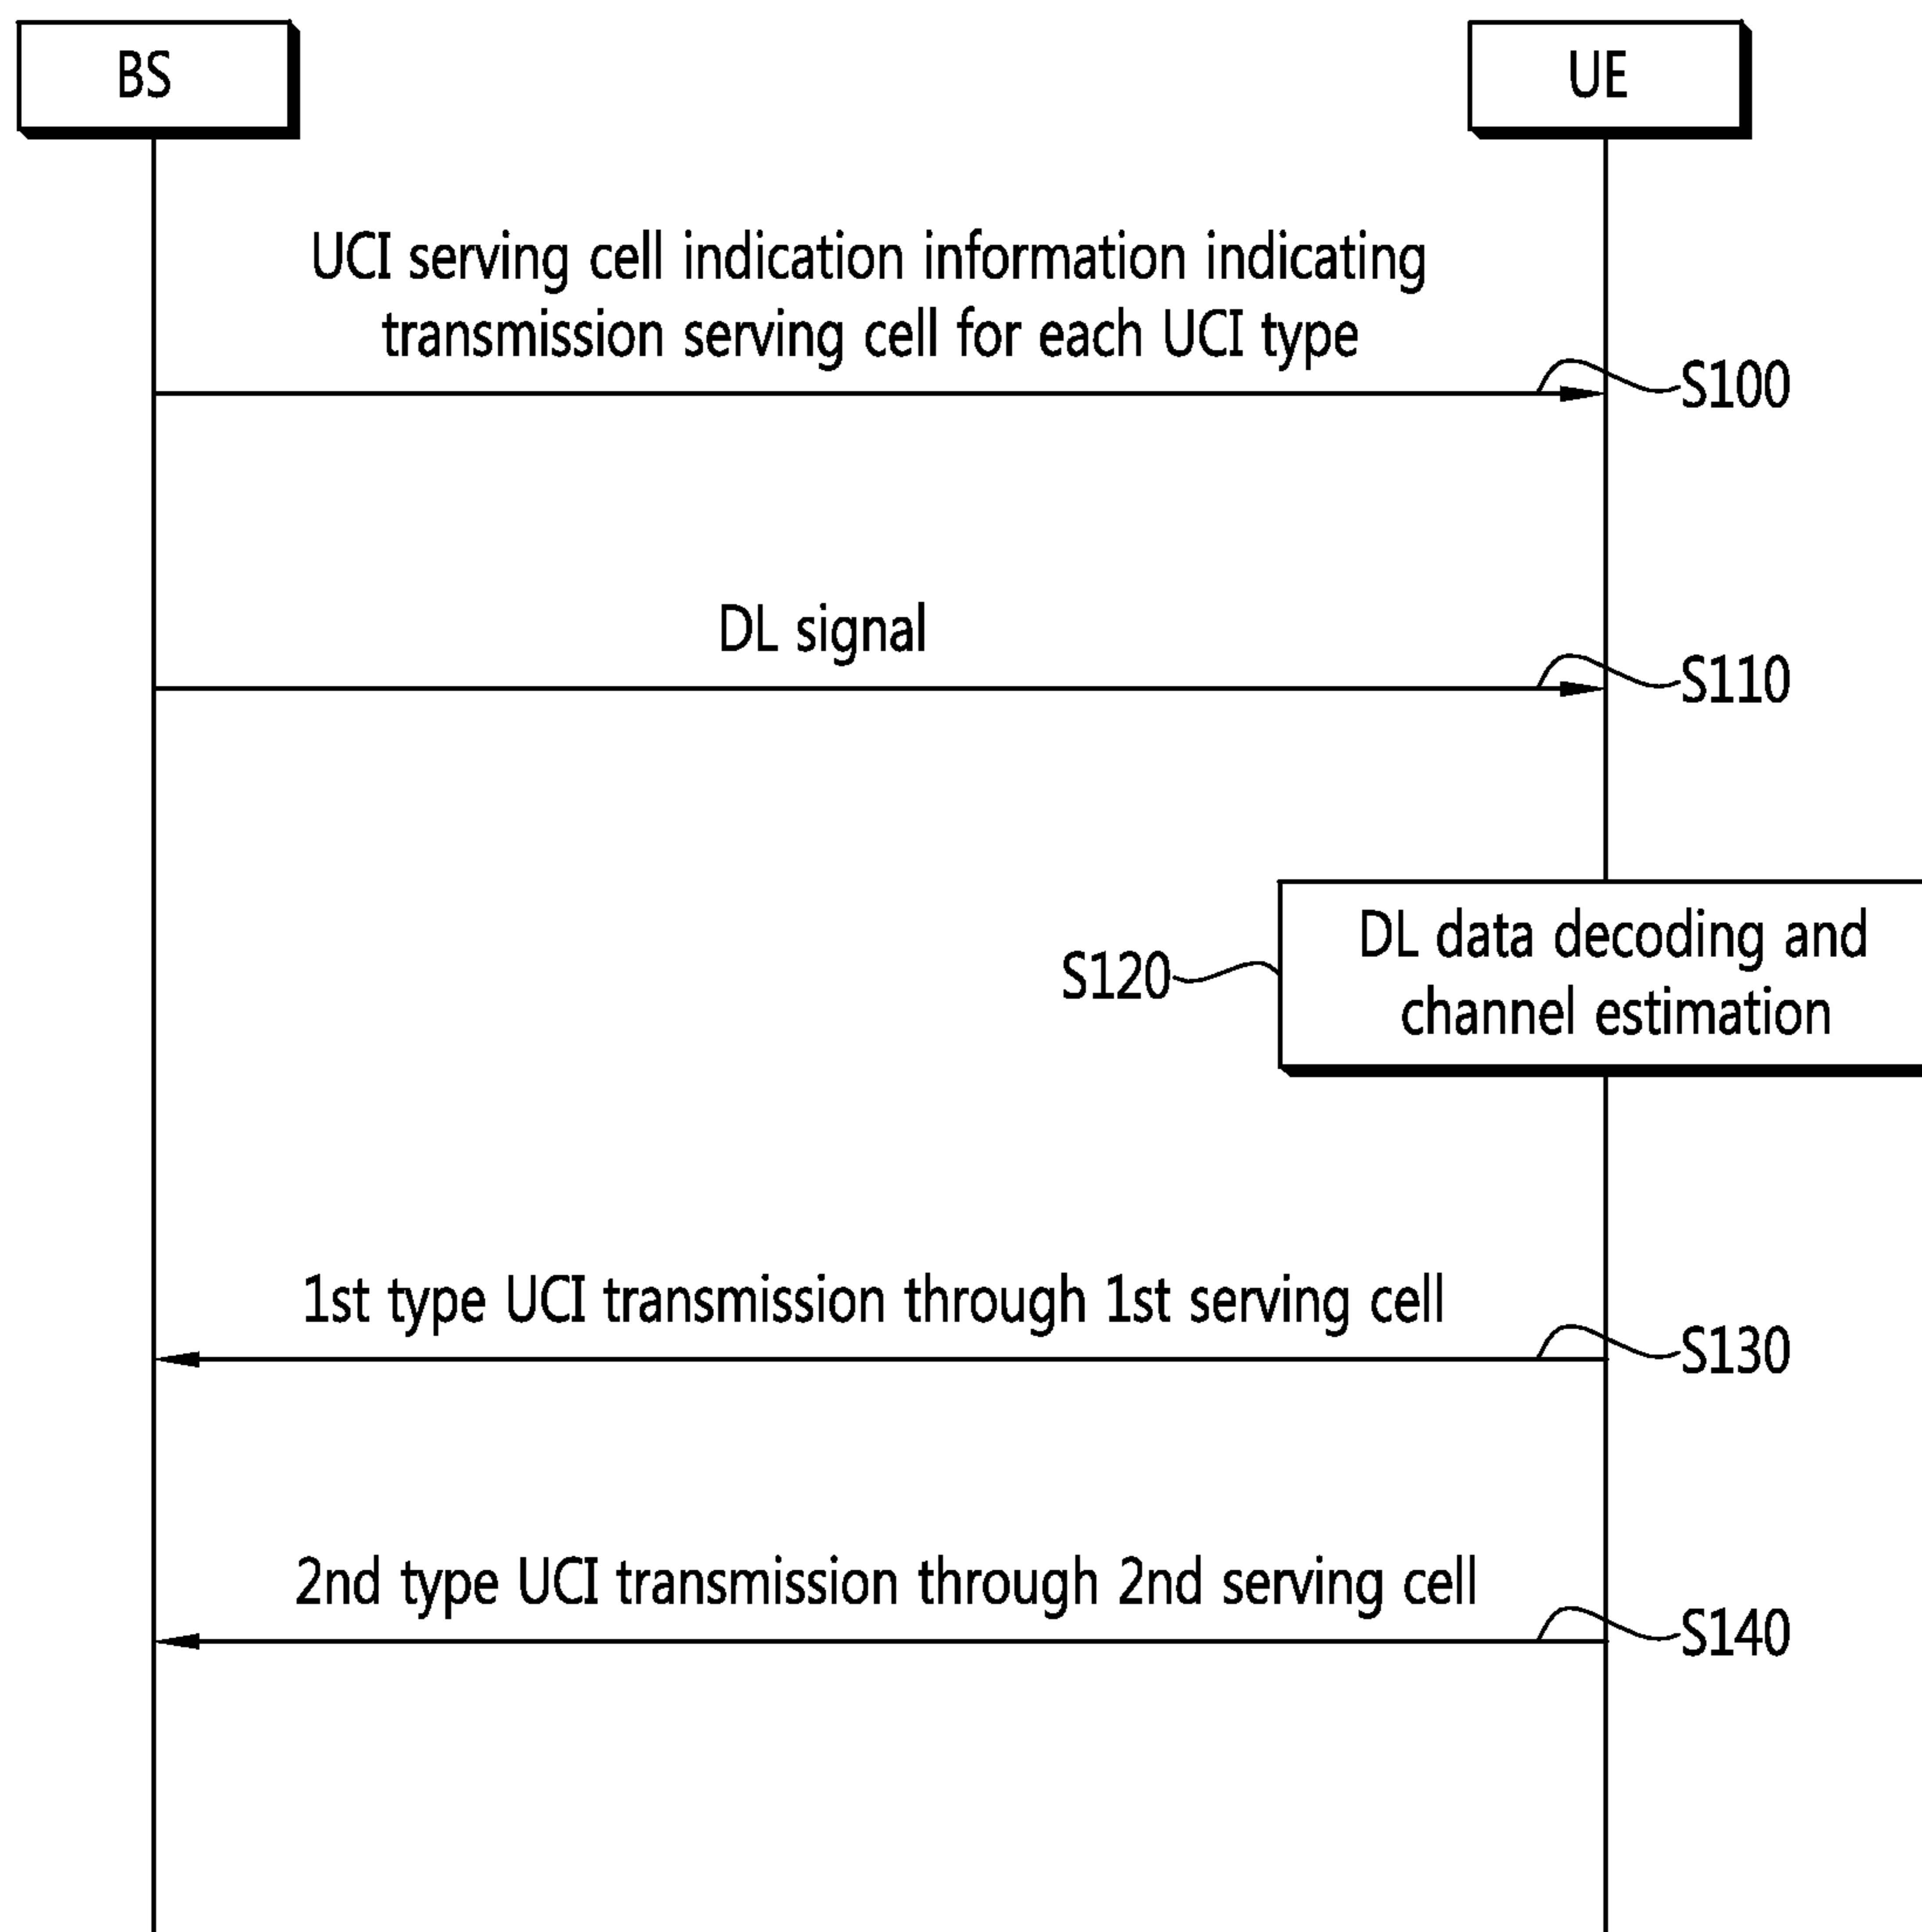 BS
UE
UCI serving cell indication information indicating
transmission serving cell for each UCI type
S100
DL signal
S110
DL data decoding and
channel estimation
S120
1st type UCI transmission through 1st serving cell
S130
2nd type UCI transmission through 2nd serving cell
S140